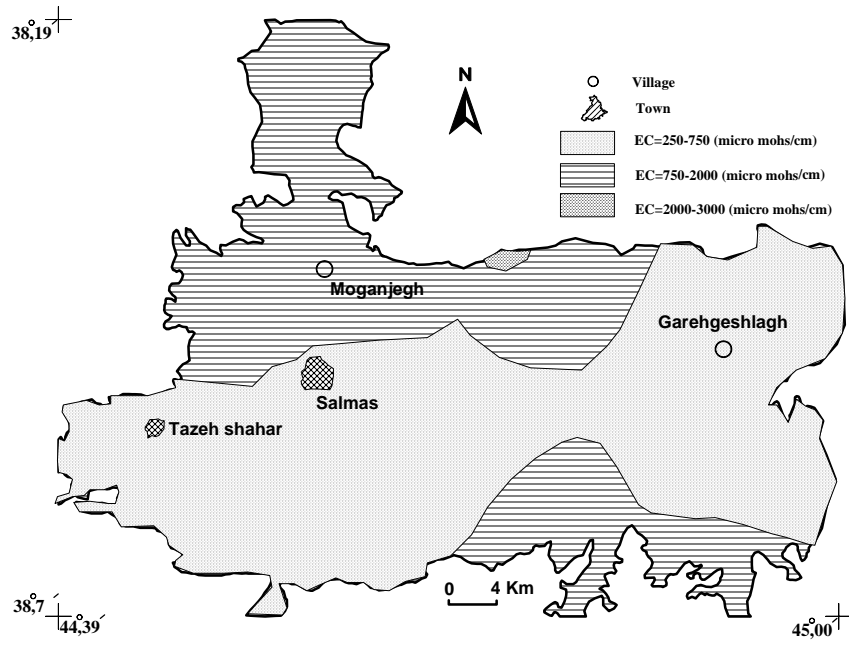 38,19°
N
Village
Town
EC=250-750 (micro mohs/cm)
EC=750-2000 (micro mohs/cm)
EC=2000-3000 (micro mohs/cm)
Moganjegh
Garehgeshlagh
Salmas
Tazeh shahar
0 4 Km
38,7°
44,39°
45,00°